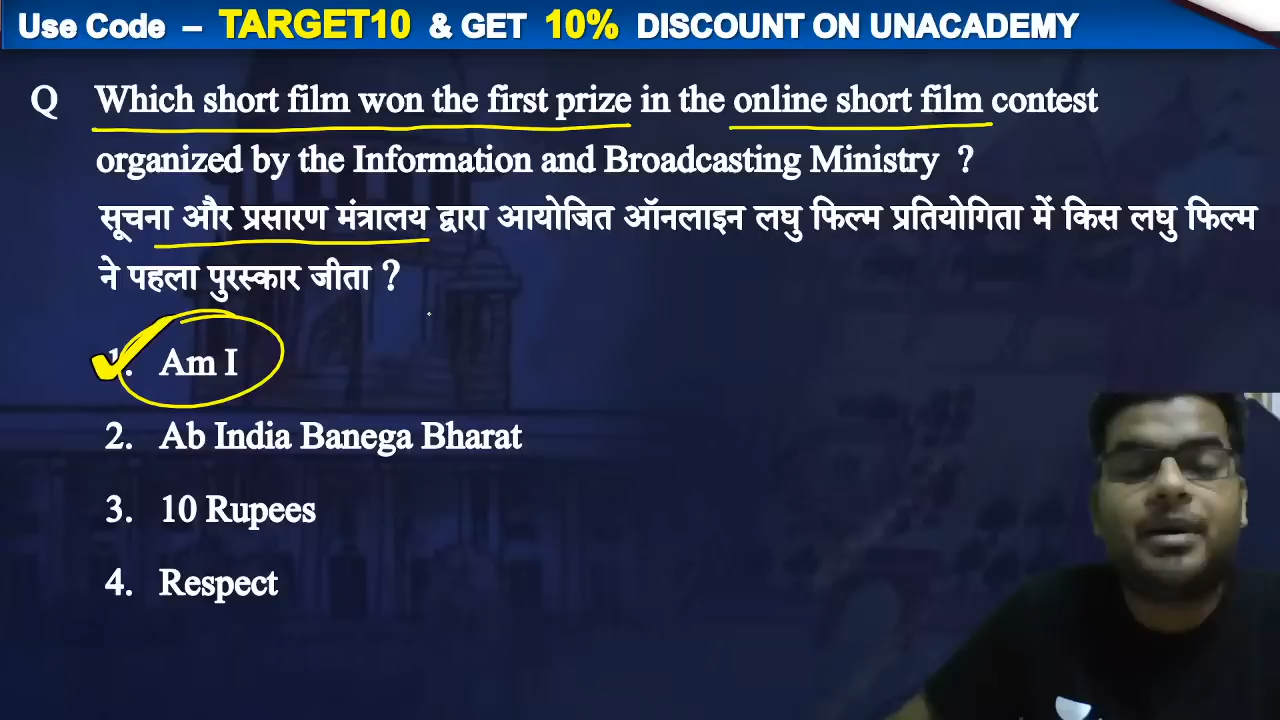 Use Code – TARGET10 & GET 10% DISCOUNT ON UNACADEMY
Q Which short film won the first prize in the online short film contest
organized by the Information and Broadcasting Ministry ?
सूचना और प्रसारण मंत्रालय द्वारा आयोजित ऑनलाइन लघु फिल्म प्रतियोगिता में किस लघु फिल्म
ने पहला पुरस्कार जीता ?
1. Am I
2. Ab India Banega Bharat
3. 10 Rupees
4. Respect